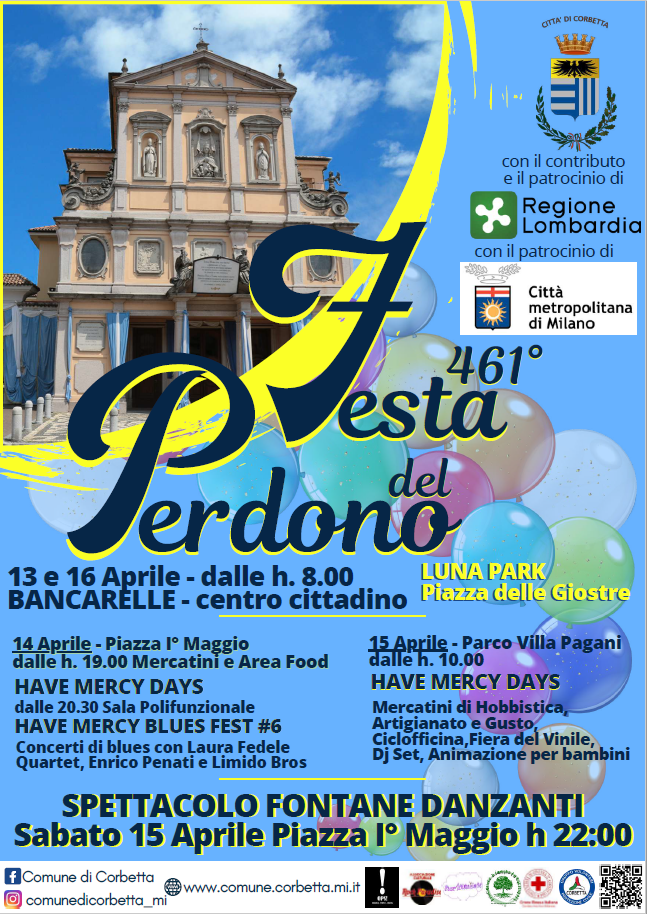 CITTA' DI CORBETTA
con il contributo
e il patrocinio di
Regione
Lombardia
con il patrocinio di
Città
metropolitana
di Milano
461°
Festa
del
Perdono
13 e 16 Aprile - dalle h. 8.00
BANCARELLE - centro cittadino
LUNA PARK
Piazza delle Giostre
14 Aprile - Piazza I° Maggio
dalle h. 19.00 Mercatini e Area Food
HAVE MERCY DAYS
dalle 20.30 Sala Polifunzionale
HAVE MERCY BLUES FEST #6
Concerti di blues con Laura Fedele
Quartet, Enrico Penati e Limido Bros
15 Aprile - Parco Villa Pagani
dalle h. 10.00
HAVE MERCY DAYS
Mercatini di Hobbistica,
Artigianato e Gusto,
Ciclofficina,Fiera del Vinile,
Dj Set, Animazione per bambini
SPETTACOLO FONTANE DANZANTI
Sabato 15 Aprile Piazza I° Maggio h 22:00
Comune di Corbetta
comunedicorbetta_mi
www.comune.corbetta.mi.it